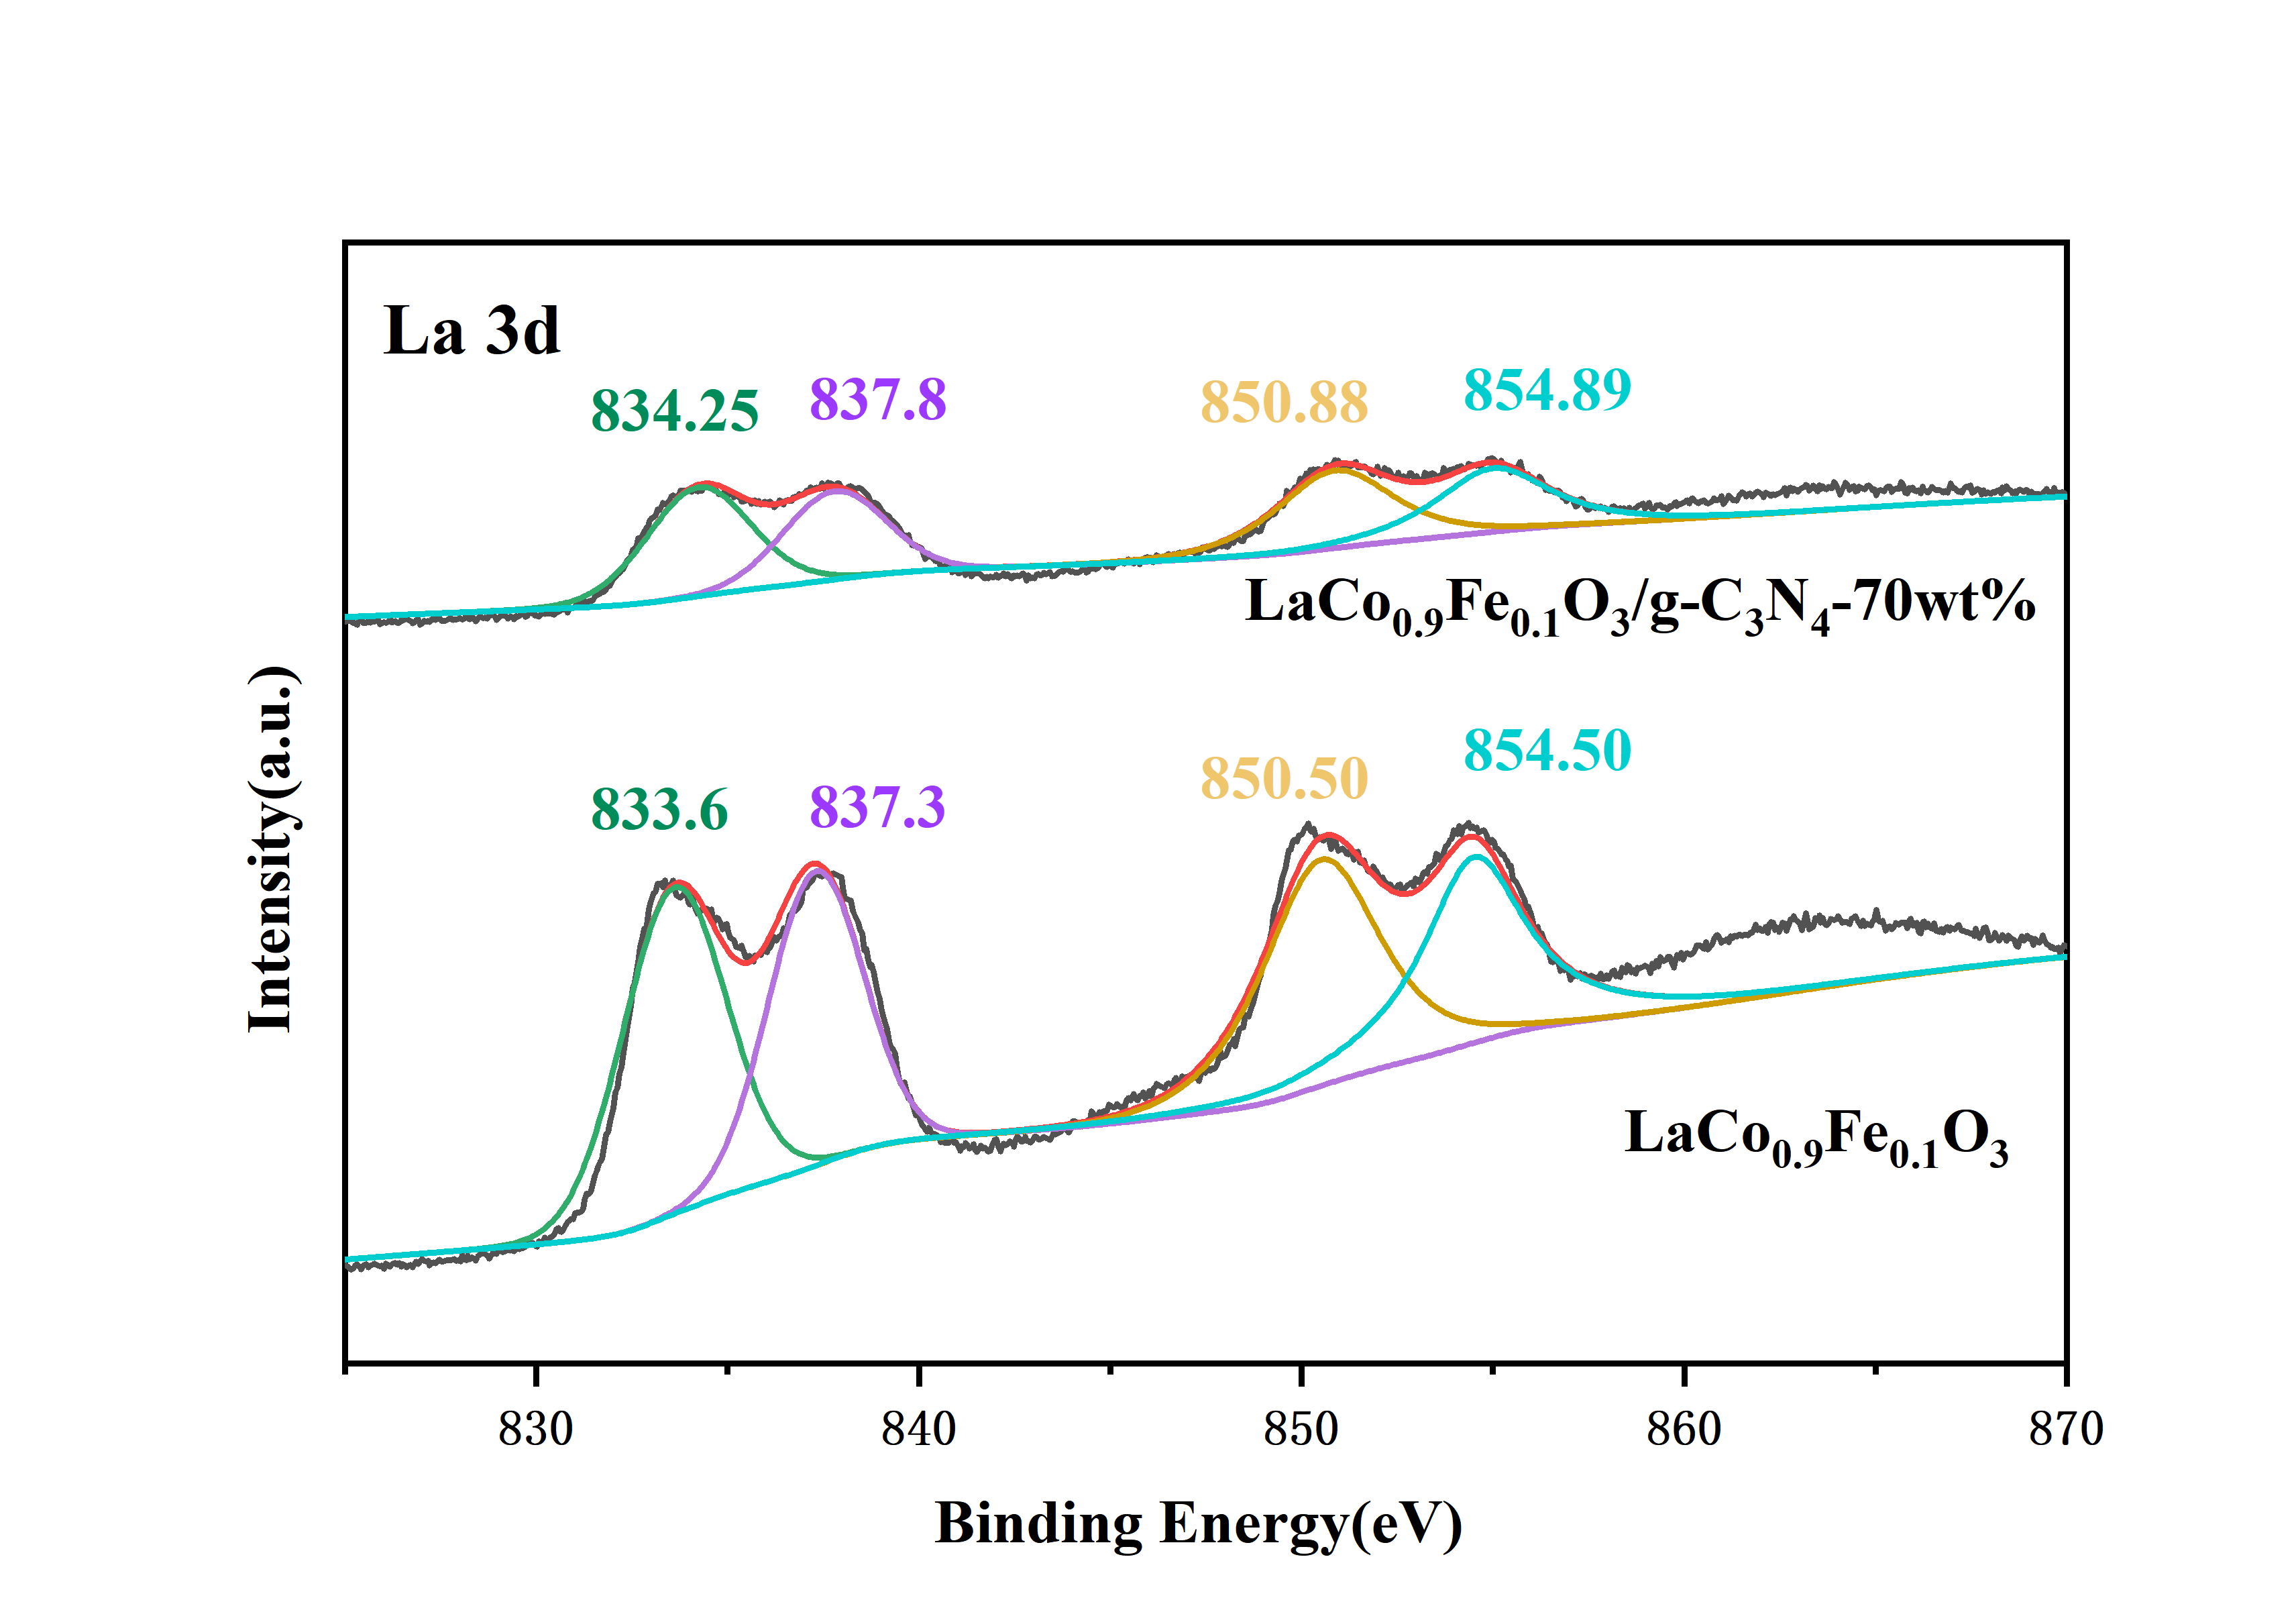 La 3d
834.25 837.8 850.88 854.89
LaCo₀.₉Fe₀.₁O₃/g-C₃N₄-70wt%
833.6 837.3 850.50 854.50
LaCo₀.₉Fe₀.₁O₃
Intensity(a.u.)
830 840 850 860 870
Binding Energy(eV)